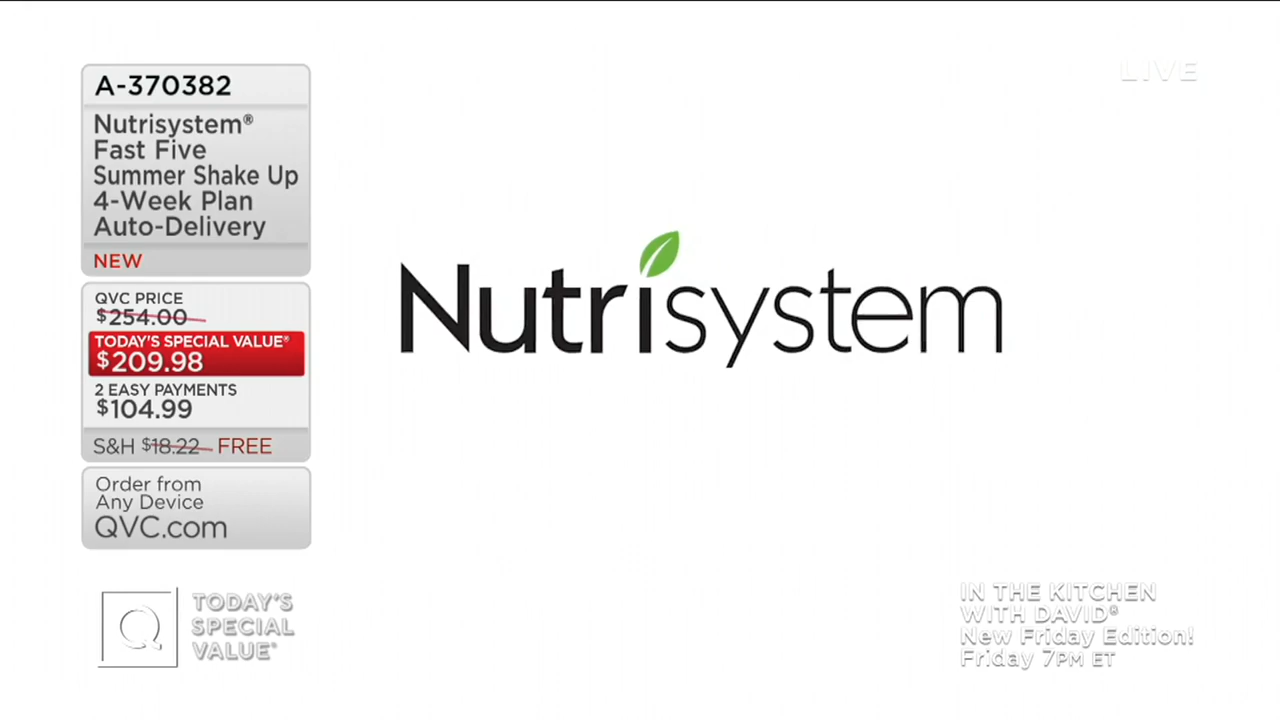 A-370382
Nutrisystem®
Fast Five
Summer Shake Up
4-Week Plan
Auto-Delivery
NEW
QVC PRICE
$254.00
TODAY'S SPECIAL VALUE®
$209.98
2 EASY PAYMENTS
$104.99
S&H $18.22 FREE
Order from
Any Device
QVC.com
Q TODAY'S
SPECIAL
VALUE®
LIVE
Nutrisystem
IN THE KITCHEN
WITH DAVID®
New Friday Edition!
Friday 7PM ET